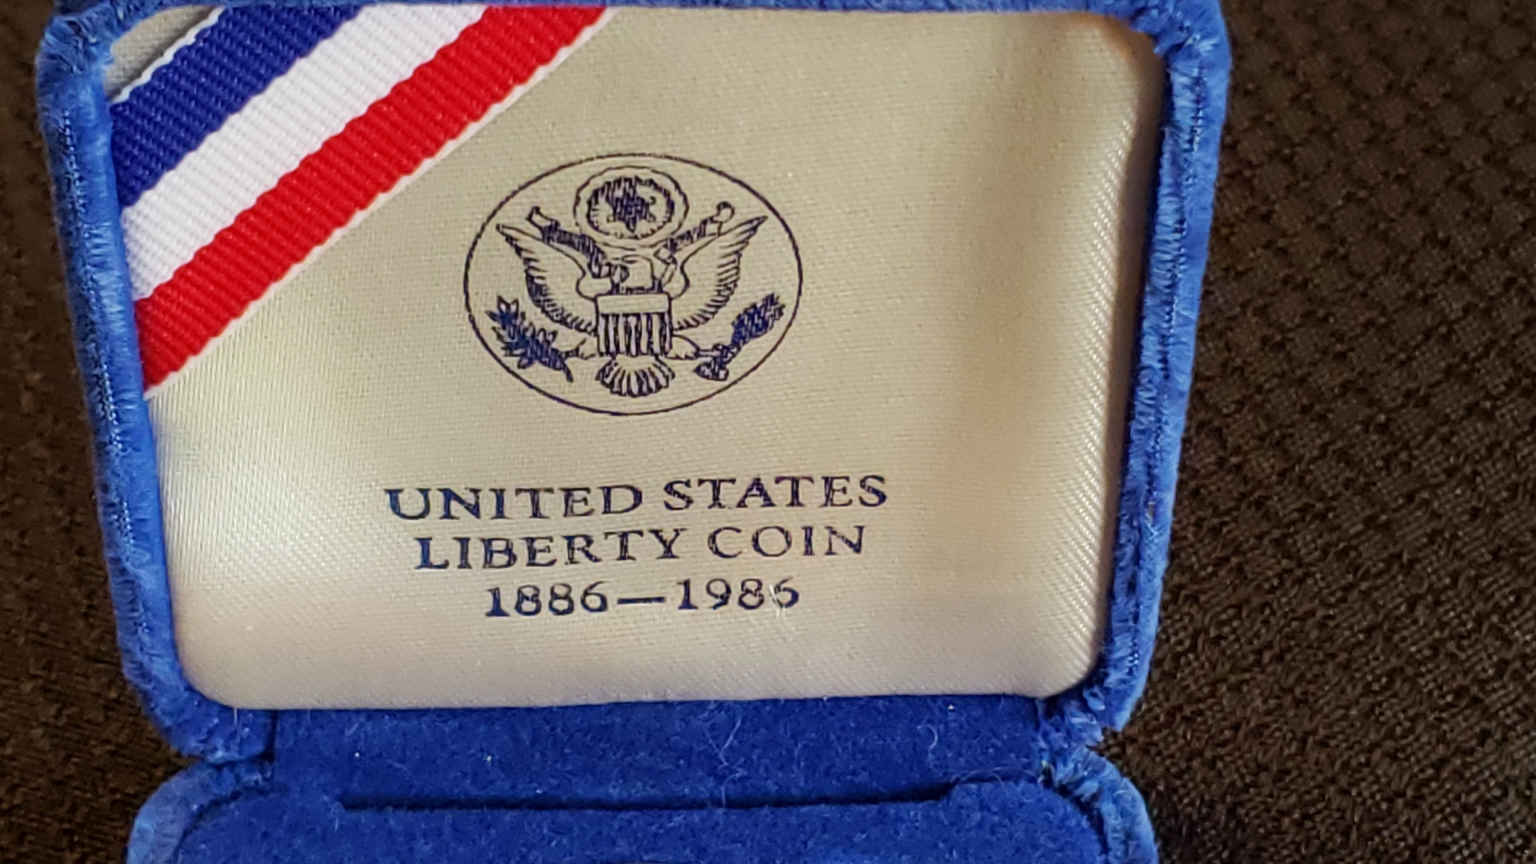 UNITED STATES
LIBERTY COIN
1886—1986